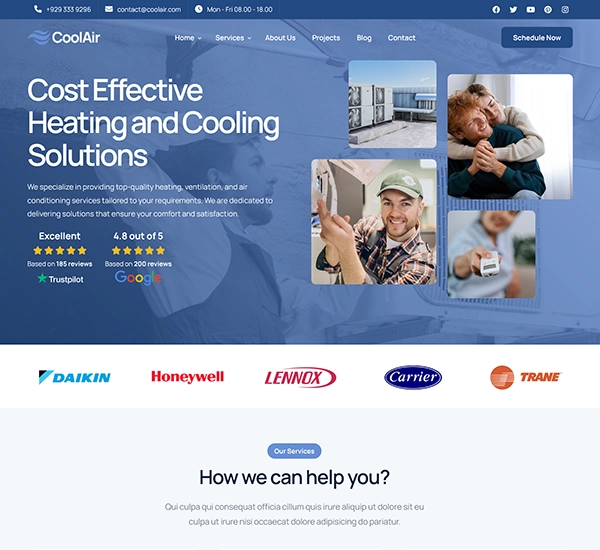 +929 333 9296
contact@coolair.com
Mon - Fri 08.00 - 18.00
CoolAir
Home
Services
About Us
Projects
Blog
Contact
Schedule Now
Cost Effective
Heating and Cooling
Solutions
We specialize in providing top-quality heating, ventilation, and air
conditioning services tailored to your requirements. We are dedicated to
delivering solutions that ensure your comfort and satisfaction.
Excellent
Based on 185 reviews
Trustpilot
4.8 out of 5
Based on 200 reviews
Google
DAIKIN
Honeywell
LENNOX
Carrier
TRANE
Our Services
How we can help you?
Qui culpa qui consequat officia cillum quis irure aliquip ut dolore sit eu
culpa ut irure nisi occaecat dolore adipisicing do pariatur.